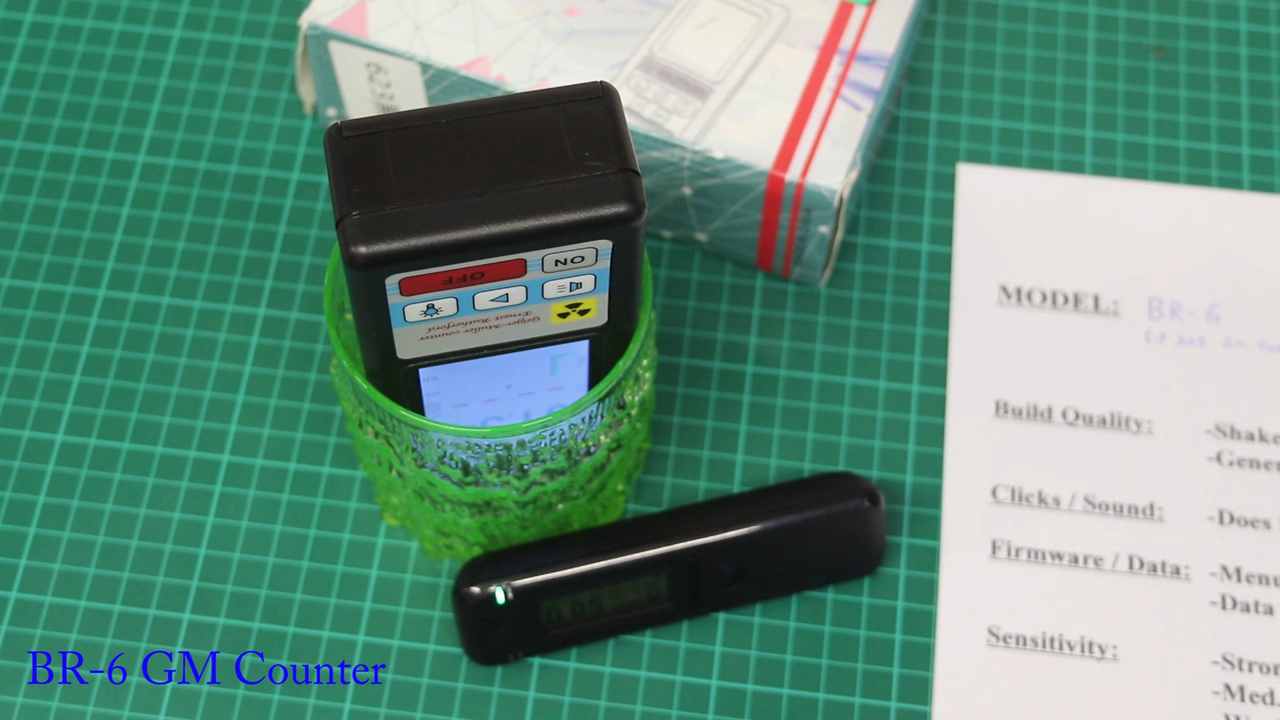 OFF
ON
Geiger-Muller counter
Ernest Rutherford
0.05
MODEL: BR-6
Build Quality: -Shake
-Gener
Clicks / Sound: -Does
Firmware / Data: -Menu
-Data
Sensitivity: -Stron
-Med.
BR-6 GM Counter